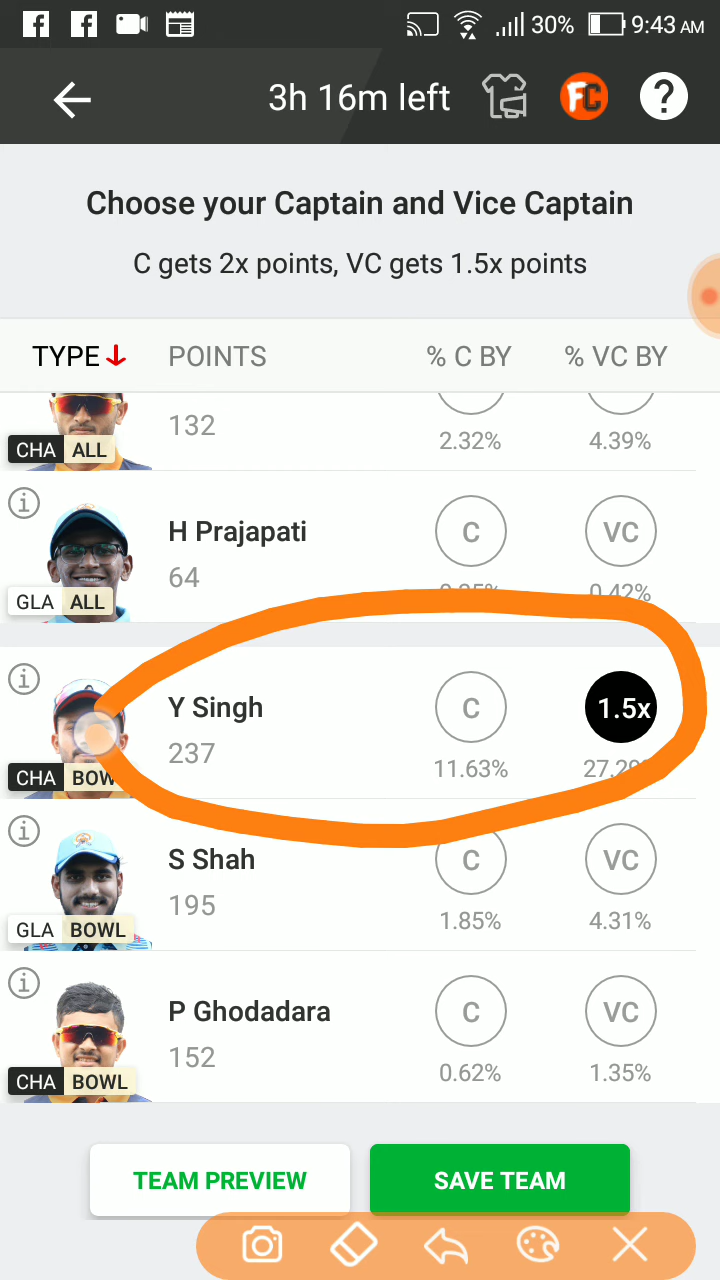 30% 9:43 AM
3h 16m left FC ?
Choose your Captain and Vice Captain
C gets 2x points, VC gets 1.5x points
TYPE POINTS % C BY % VC BY
132 2.32% 4.39%
CHA ALL
H Prajapati C VC
64
GLA ALL
Y Singh C 1.5x
237 11.63%
CHA BOW
S Shah C VC
195 1.85% 4.31%
GLA BOWL
P Ghodadara C VC
152 0.62% 1.35%
CHA BOWL
TEAM PREVIEW SAVE TEAM